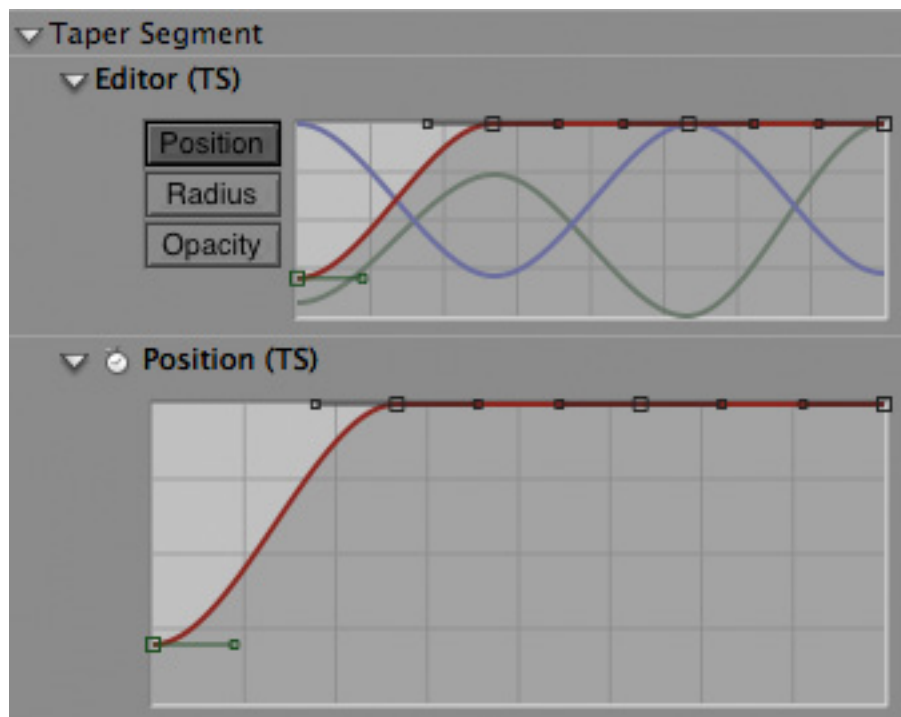 Taper Segment
Editor (TS)
Position
Radius
Opacity
Position (TS)